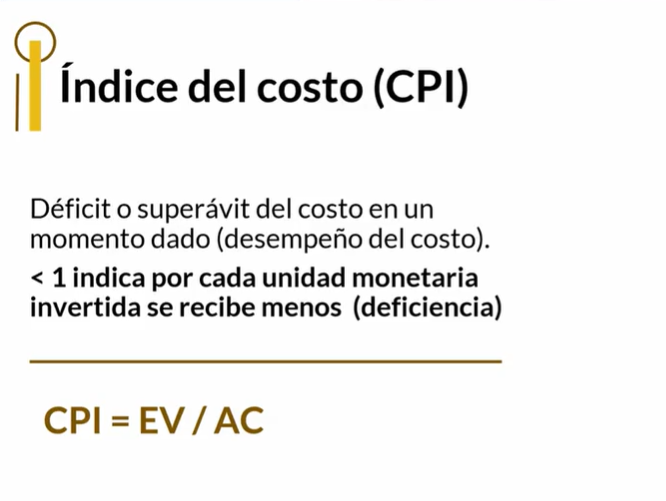 Índice del costo (CPI)
Déficit o superávit del costo en un
momento dado (desempeño del costo).
< 1 indica por cada unidad monetaria
invertida se recibe menos (deficiencia)
CPI = EV / AC